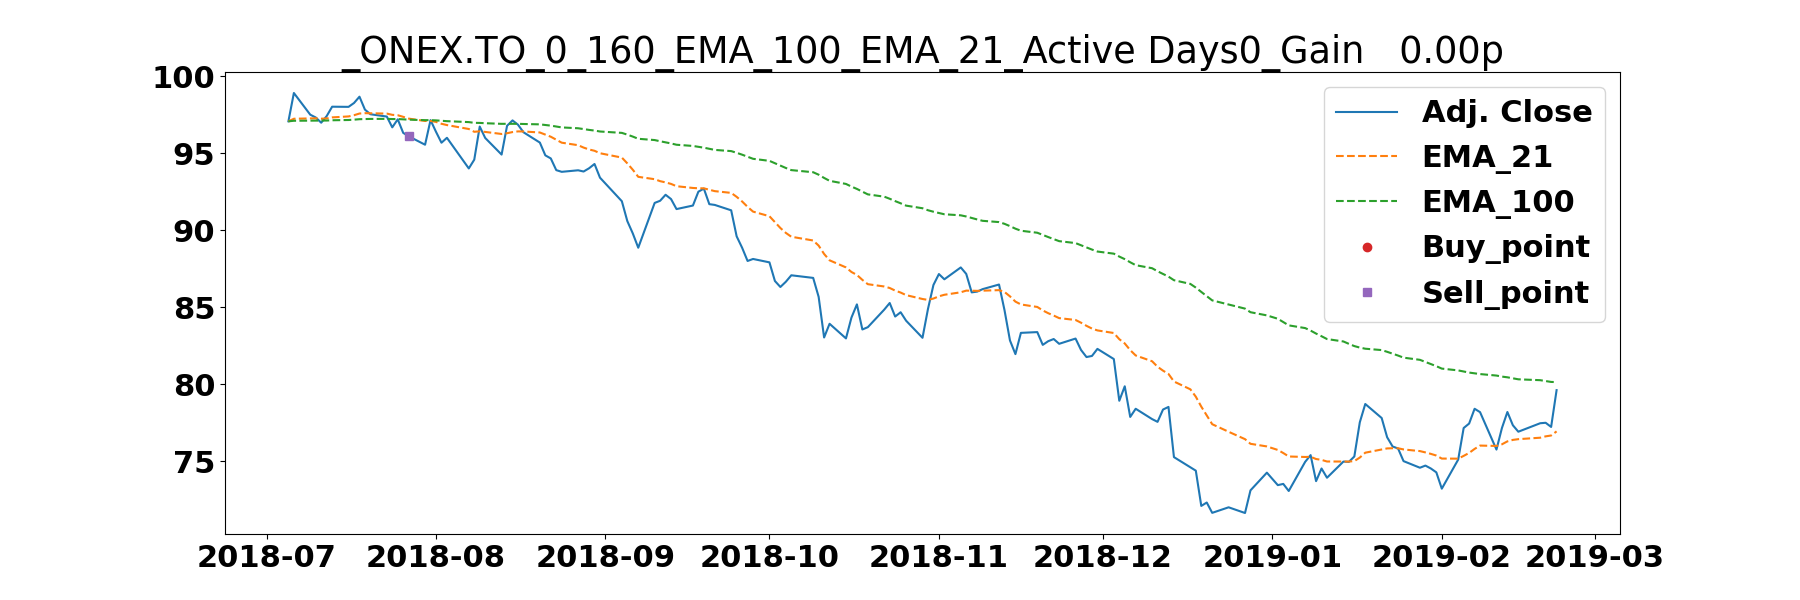 _ONEX.TO_0_160_EMA_100_EMA_21_Active Days0_Gain   0.00p
100
95
90
85
80
75
Adj. Close
EMA_21
EMA_100
Buy_point
Sell_point
2018-07 2018-08 2018-09 2018-10 2018-11 2018-12 2019-01 2019-02 2019-03